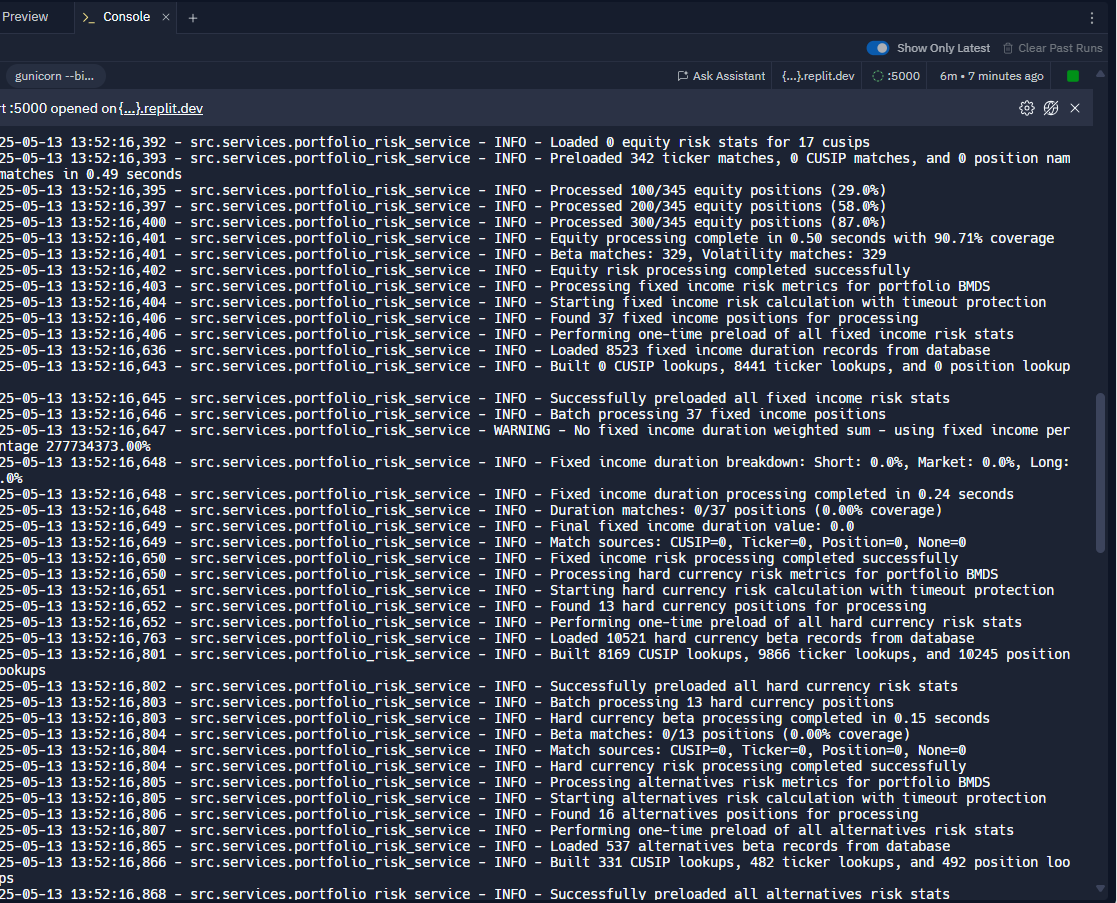 Preview
Console
Show Only Latest
Clear Past Runs
gunicorn --bi...
Ask Assistant
{...}.replit.dev
:5000
6m • 7 minutes ago
rt :5000 opened on {...}.replit.dev
25-05-13 13:52:16,392 - src.services.portfolio_risk_service - INFO - Loaded 0 equity risk stats for 17 cusips
25-05-13 13:52:16,393 - src.services.portfolio_risk_service - INFO - Preloaded 342 ticker matches, 0 CUSIP matches, and 0 position nam
matches in 0.49 seconds
25-05-13 13:52:16,395 - src.services.portfolio_risk_service - INFO - Processed 100/345 equity positions (29.0%)
25-05-13 13:52:16,397 - src.services.portfolio_risk_service - INFO - Processed 200/345 equity positions (58.0%)
25-05-13 13:52:16,400 - src.services.portfolio_risk_service - INFO - Processed 300/345 equity positions (87.0%)
25-05-13 13:52:16,401 - src.services.portfolio_risk_service - INFO - Equity processing complete in 0.50 seconds with 90.71% coverage
25-05-13 13:52:16,401 - src.services.portfolio_risk_service - INFO - Beta matches: 329, Volatility matches: 329
25-05-13 13:52:16,402 - src.services.portfolio_risk_service - INFO - Equity risk processing completed successfully
25-05-13 13:52:16,403 - src.services.portfolio_risk_service - INFO - Processing fixed income risk metrics for portfolio BMDS
25-05-13 13:52:16,404 - src.services.portfolio_risk_service - INFO - Starting fixed income risk calculation with timeout protection
25-05-13 13:52:16,406 - src.services.portfolio_risk_service - INFO - Found 37 fixed income positions for processing
25-05-13 13:52:16,406 - src.services.portfolio_risk_service - INFO - Performing one-time preload of all fixed income risk stats
25-05-13 13:52:16,636 - src.services.portfolio_risk_service - INFO - Loaded 8523 fixed income duration records from database
25-05-13 13:52:16,643 - src.services.portfolio_risk_service - INFO - Built 0 CUSIP lookups, 8441 ticker lookups, and 0 position lookup
25-05-13 13:52:16,645 - src.services.portfolio_risk_service - INFO - Successfully preloaded all fixed income risk stats
25-05-13 13:52:16,646 - src.services.portfolio_risk_service - INFO - Batch processing 37 fixed income positions
25-05-13 13:52:16,647 - src.services.portfolio_risk_service - WARNING - No fixed income duration weighted sum - using fixed income per
ntage 277734373.00%
25-05-13 13:52:16,648 - src.services.portfolio_risk_service - INFO - Fixed income duration breakdown: Short: 0.0%, Market: 0.0%, Long:
.0%
25-05-13 13:52:16,648 - src.services.portfolio_risk_service - INFO - Fixed income duration processing completed in 0.24 seconds
25-05-13 13:52:16,648 - src.services.portfolio_risk_service - INFO - Duration matches: 0/37 positions (0.00% coverage)
25-05-13 13:52:16,649 - src.services.portfolio_risk_service - INFO - Final fixed income duration value: 0.0
25-05-13 13:52:16,649 - src.services.portfolio_risk_service - INFO - Match sources: CUSIP=0, Ticker=0, Position=0, None=0
25-05-13 13:52:16,650 - src.services.portfolio_risk_service - INFO - Fixed income risk processing completed successfully
25-05-13 13:52:16,650 - src.services.portfolio_risk_service - INFO - Processing hard currency risk metrics for portfolio BMDS
25-05-13 13:52:16,651 - src.services.portfolio_risk_service - INFO - Starting hard currency risk calculation with timeout protection
25-05-13 13:52:16,652 - src.services.portfolio_risk_service - INFO - Found 13 hard currency positions for processing
25-05-13 13:52:16,652 - src.services.portfolio_risk_service - INFO - Performing one-time preload of all hard currency risk stats
25-05-13 13:52:16,763 - src.services.portfolio_risk_service - INFO - Loaded 10521 hard currency beta records from database
25-05-13 13:52:16,801 - src.services.portfolio_risk_service - INFO - Built 8169 CUSIP lookups, 9866 ticker lookups, and 10245 position
ookups
25-05-13 13:52:16,802 - src.services.portfolio_risk_service - INFO - Successfully preloaded all hard currency risk stats
25-05-13 13:52:16,803 - src.services.portfolio_risk_service - INFO - Batch processing 13 hard currency positions
25-05-13 13:52:16,803 - src.services.portfolio_risk_service - INFO - Hard currency beta processing completed in 0.15 seconds
25-05-13 13:52:16,804 - src.services.portfolio_risk_service - INFO - Beta matches: 0/13 positions (0.00% coverage)
25-05-13 13:52:16,804 - src.services.portfolio_risk_service - INFO - Match sources: CUSIP=0, Ticker=0, Position=0, None=0
25-05-13 13:52:16,804 - src.services.portfolio_risk_service - INFO - Hard currency risk processing completed successfully
25-05-13 13:52:16,805 - src.services.portfolio_risk_service - INFO - Processing alternatives risk metrics for portfolio BMDS
25-05-13 13:52:16,805 - src.services.portfolio_risk_service - INFO - Starting alternatives risk calculation with timeout protection
25-05-13 13:52:16,806 - src.services.portfolio_risk_service - INFO - Found 16 alternatives positions for processing
25-05-13 13:52:16,807 - src.services.portfolio_risk_service - INFO - Performing one-time preload of all alternatives risk stats
25-05-13 13:52:16,865 - src.services.portfolio_risk_service - INFO - Loaded 537 alternatives beta records from database
25-05-13 13:52:16,866 - src.services.portfolio_risk_service - INFO - Built 331 CUSIP lookups, 482 ticker lookups, and 492 position loo
ps
25-05-13 13:52:16,868 - src.services.portfolio_risk_service - INFO - Successfully preloaded all alternatives risk stats